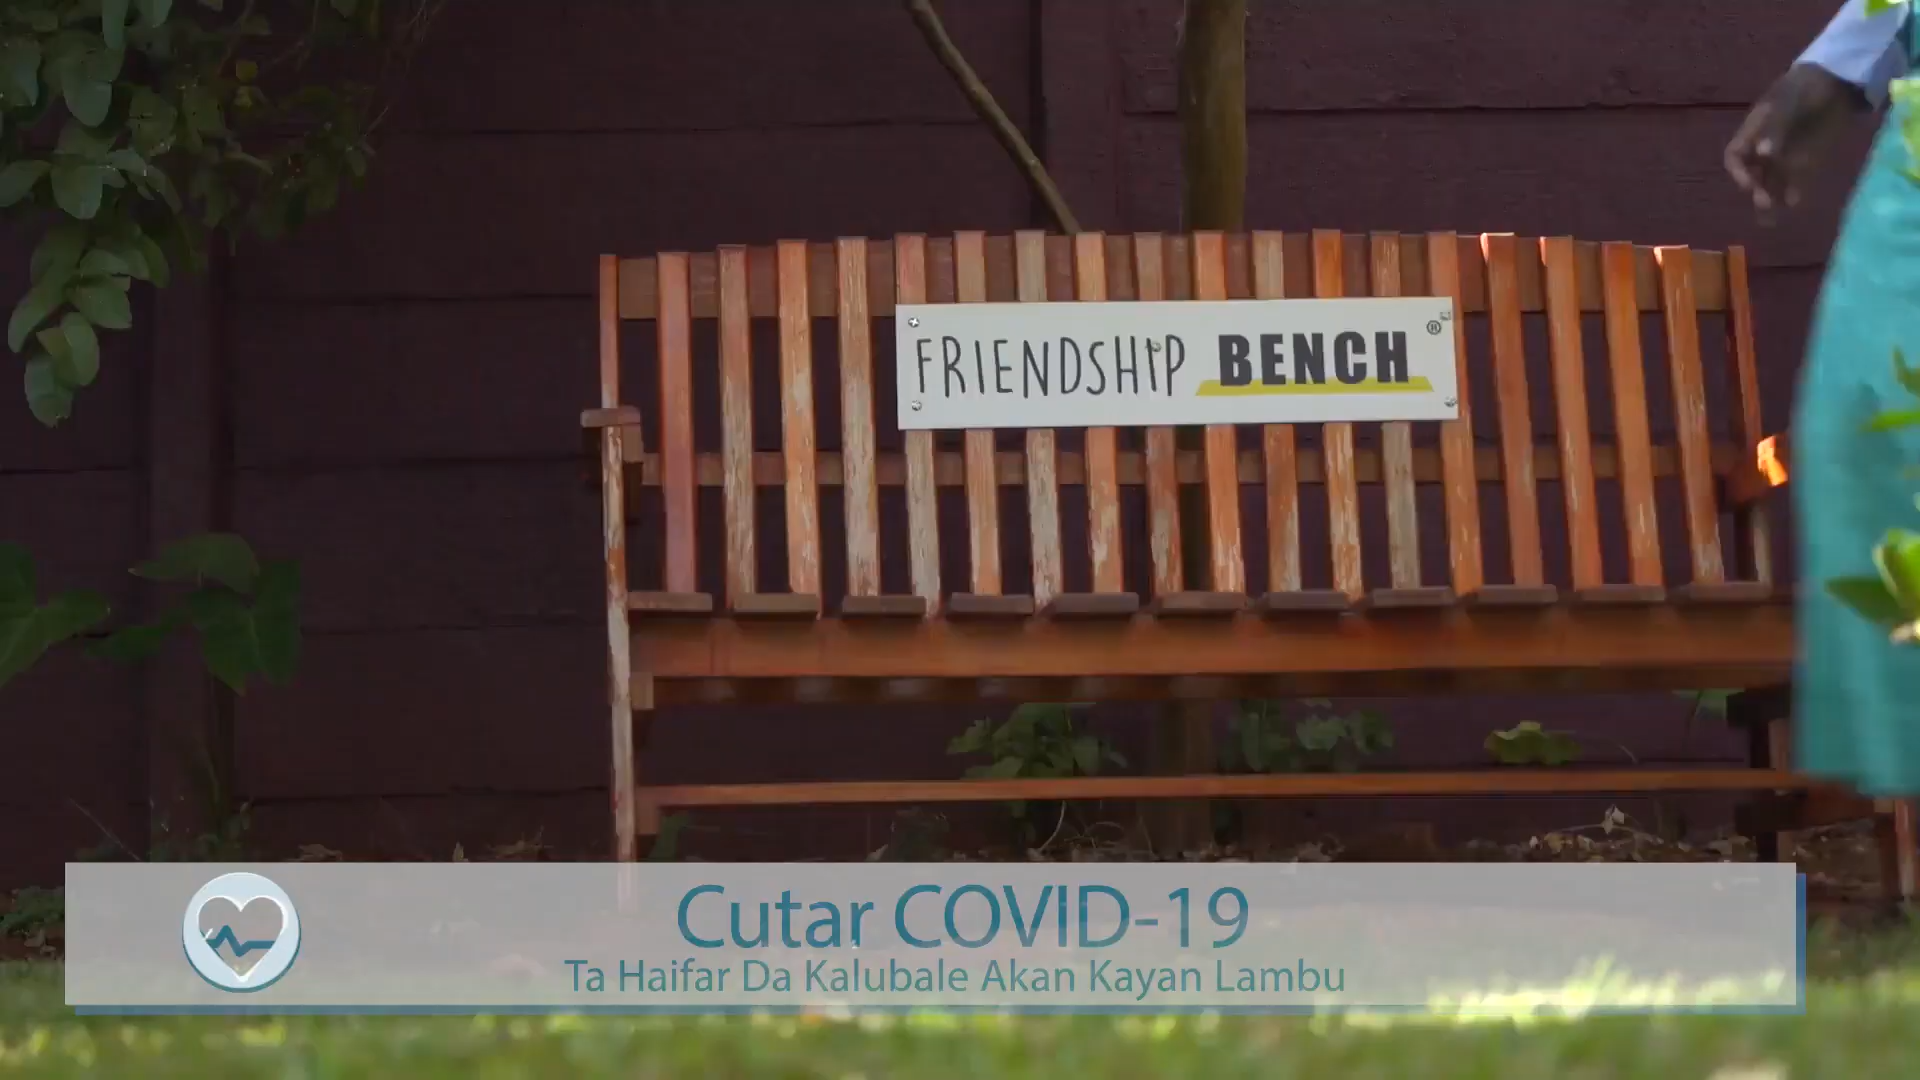 FRIENDSHIP BENCH ®
Cutar COVID-19
Ta Haifar Da Kalubale Akan Kayan Lambu